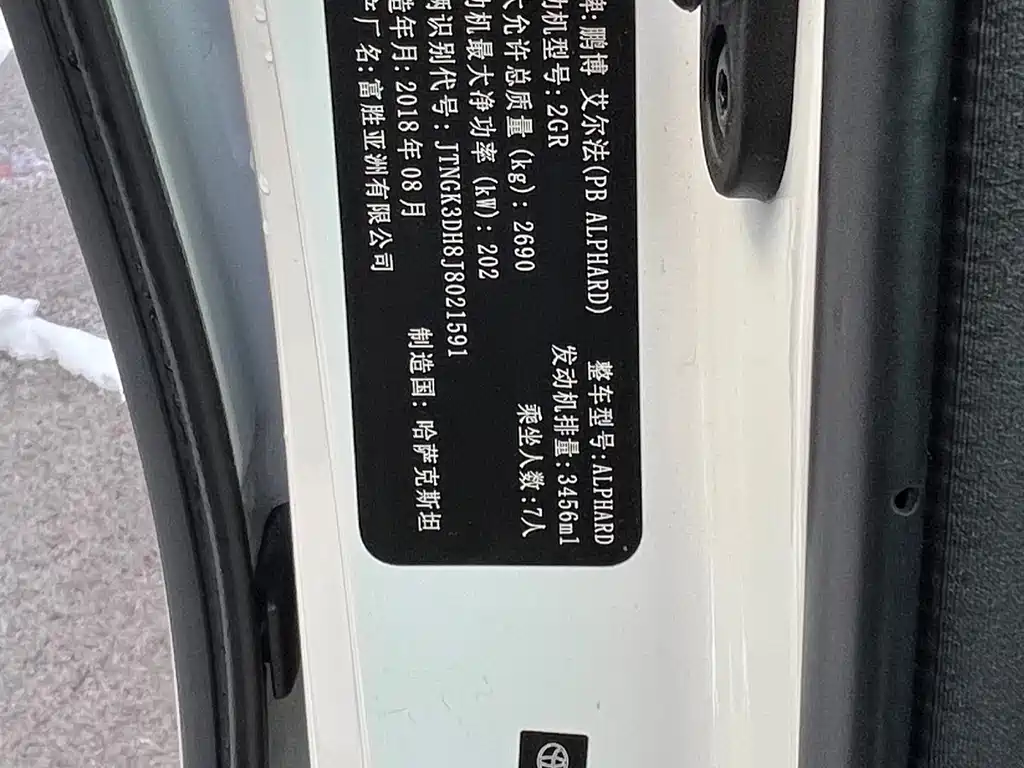 牌:鹏博 艾尔法(PB ALPHARD) 整车型号:ALPHARD
动机型号:2GR 发动机排量:3456ml
大允许总质量(kg):2690 乘坐人数:7人
动机最大净功率(kW):202
辆识别代号:JTNGK3DH8J8021591
造年月:2018年08月 制造国:哈萨克斯坦
产厂名:富胜亚洲有限公司